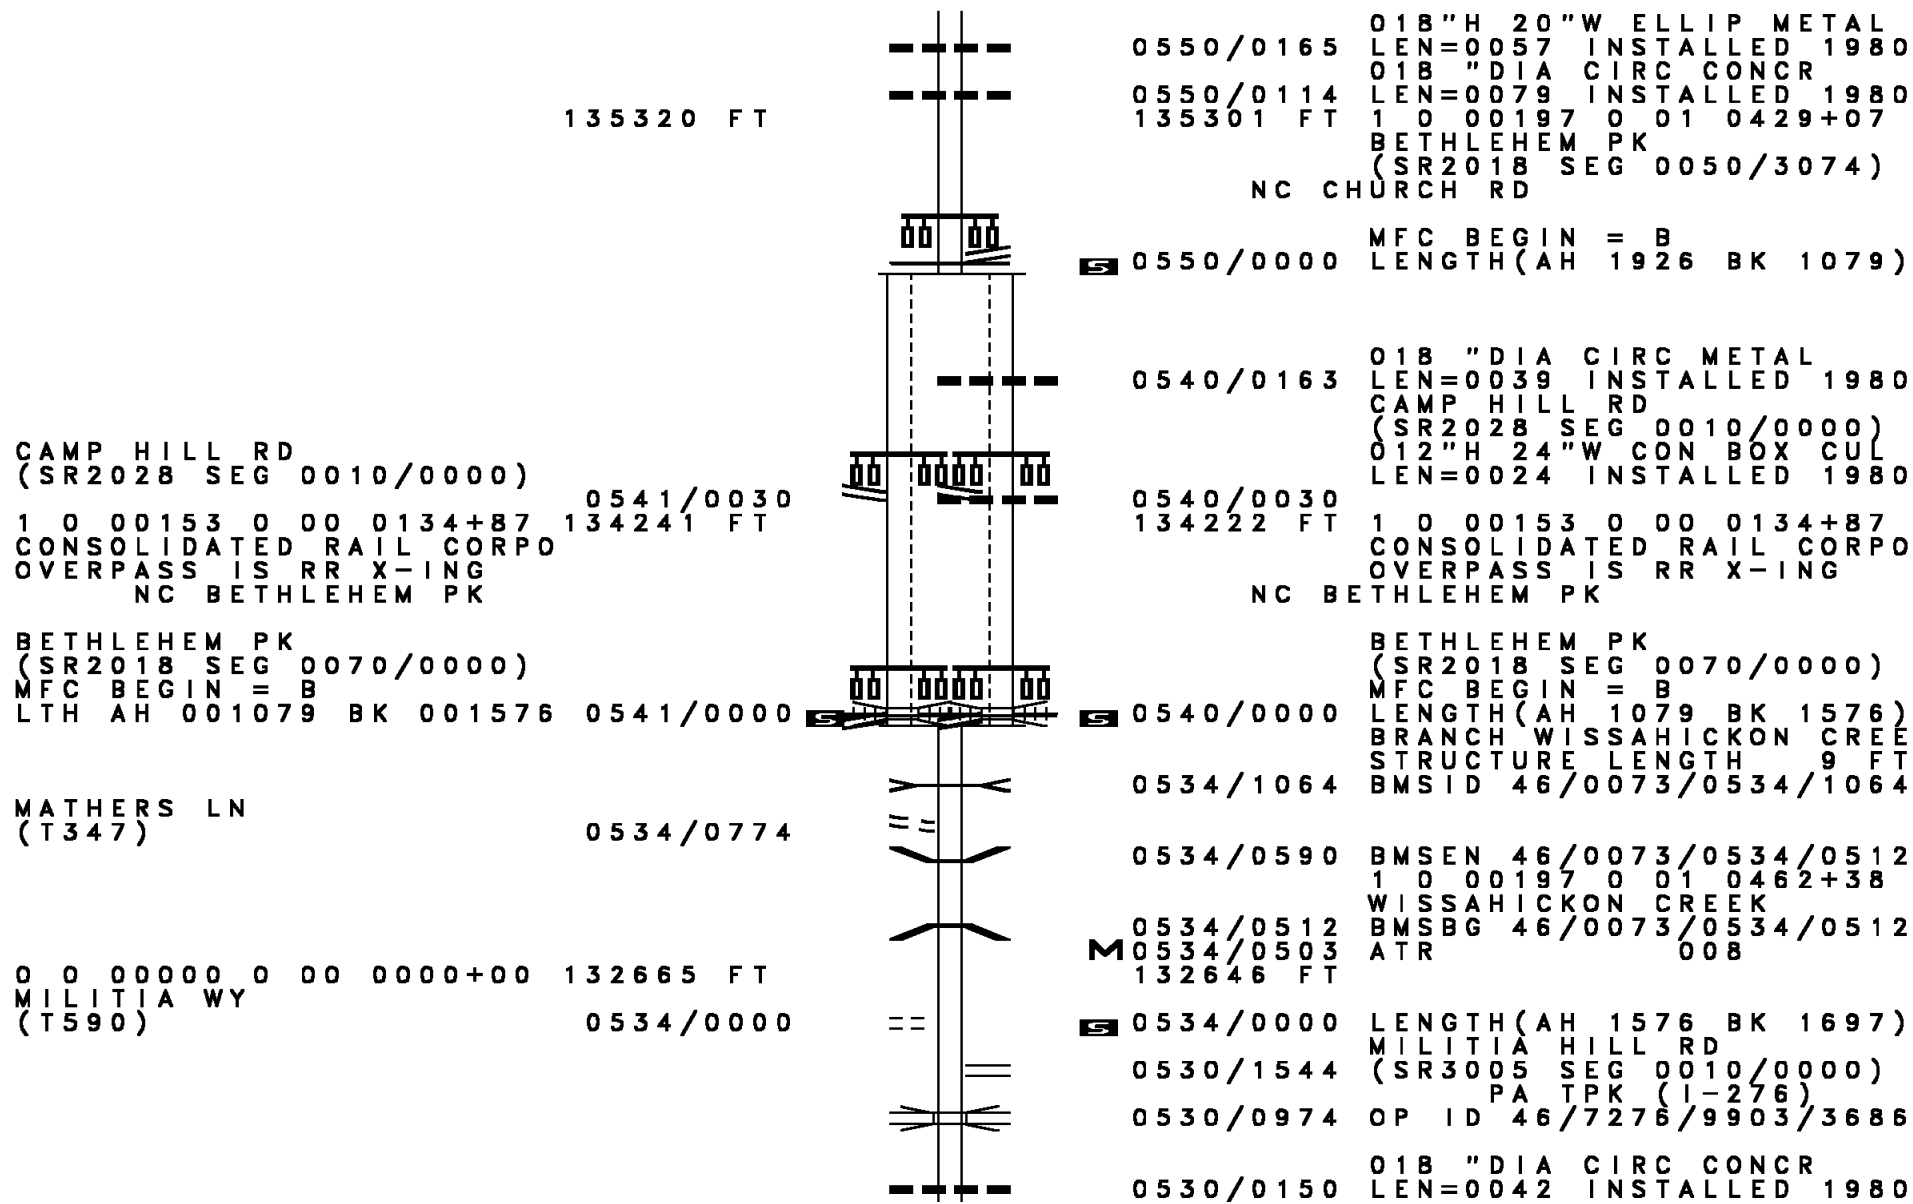 018"H 20"W ELLIP METAL
0550/0165 LEN=0057 INSTALLED 1980
018 "DIA CIRC CONCR
0550/0114 LEN=0079 INSTALLED 1980
135320 FT 135301 FT 1 0 00197 0 01 0429+07
BETHLEHEM PK
(SR2018 SEG 0050/3074)
NC CHURCH RD
MFC BEGIN = B
S 0550/0000 LENGTH(AH 1926 BK 1079)
018 "DIA CIRC METAL
0540/0163 LEN=0039 INSTALLED 1980
CAMP HILL RD
(SR2028 SEG 0010/0000)
CAMP HILL RD 012"H 24"W CON BOX CUL
(SR2028 SEG 0010/0000) LEN=0024 INSTALLED 1980
0541/0030 0540/0030
1 0 00153 0 00 0134+87 134241 FT 134222 FT 1 0 00153 0 00 0134+87
CONSOLIDATED RAIL CORPO CONSOLIDATED RAIL CORPO
OVERPASS IS RR X-ING OVERPASS IS RR X-ING
NC BETHLEHEM PK NC BETHLEHEM PK
BETHLEHEM PK BETHLEHEM PK
(SR2018 SEG 0070/0000) (SR2018 SEG 0070/0000)
MFC BEGIN = B MFC BEGIN = B
LTH AH 001079 BK 001576 0541/0000 S S 0540/0000 LENGTH(AH 1079 BK 1576)
BRANCH WISSAHICKON CREE
STRUCTURE LENGTH 9 FT
0534/1064 BMSID 46/0073/0534/1064
MATHERS LN
(T347) 0534/0774
0534/0590 BMSEN 46/0073/0534/0512
1 0 00197 0 01 0462+38
WISSAHICKON CREEK
0534/0512 BMSBG 46/0073/0534/0512
M 0534/0503 ATR 008
0 0 00000 0 00 0000+00 132665 FT 132646 FT
MILITIA WY
(T590) 0534/0000 S 0534/0000 LENGTH(AH 1576 BK 1697)
MILITIA HILL RD
0530/1544 (SR3005 SEG 0010/0000)
PA TPK (I-276)
0530/0974 OP ID 46/7276/9903/3686
018 "DIA CIRC CONCR
0530/0150 LEN=0042 INSTALLED 1980